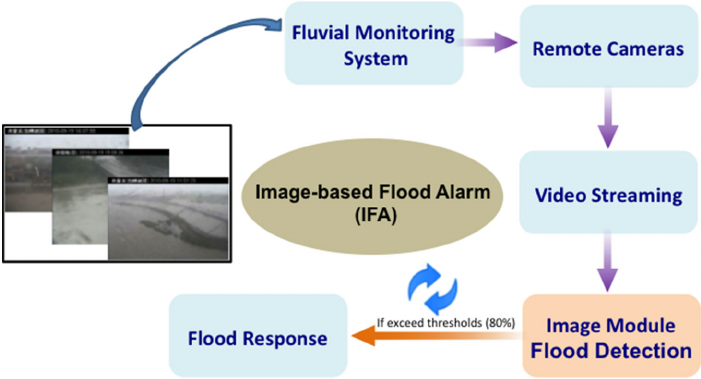 Fluvial Monitoring
System
Remote Cameras
Image-based Flood Alarm
(IFA)
Video Streaming
If exceed thresholds (80%)
Flood Response
Image Module
Flood Detection